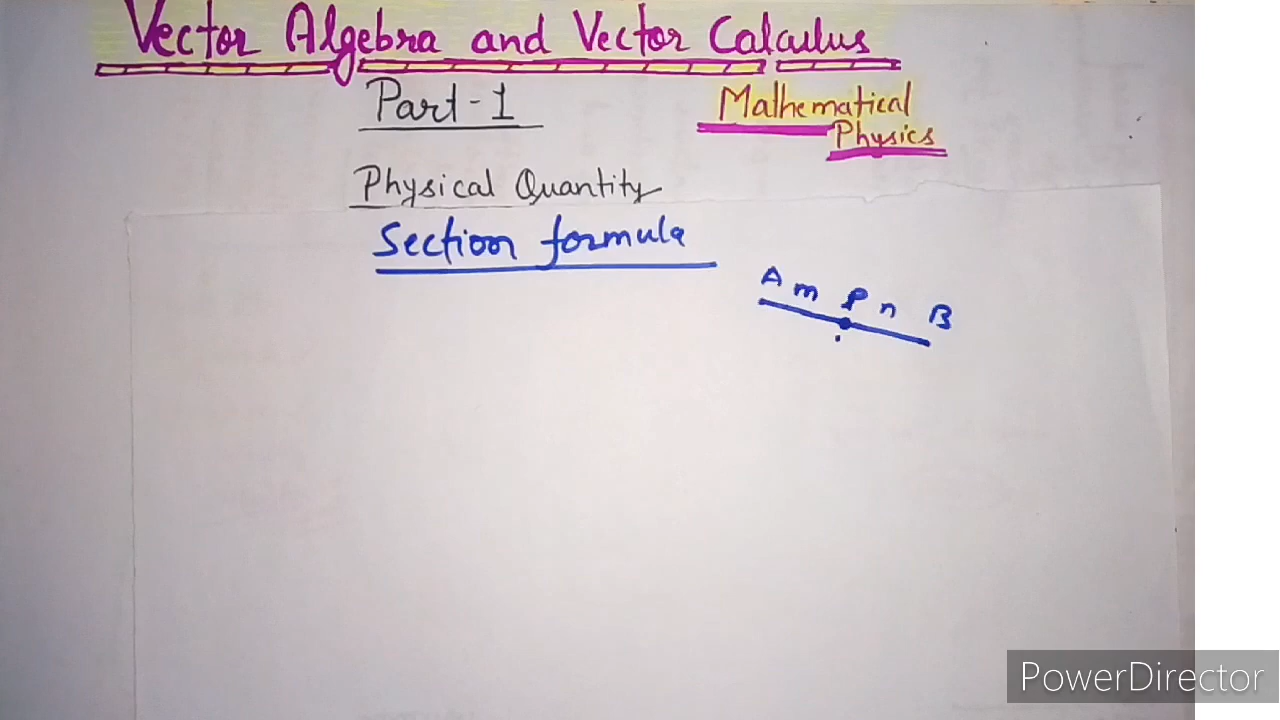 Vector Algebra and Vector Calculus
Part-1
Mathematical
Physics
Physical Quantity
Section formula
A m P n B
PowerDirector